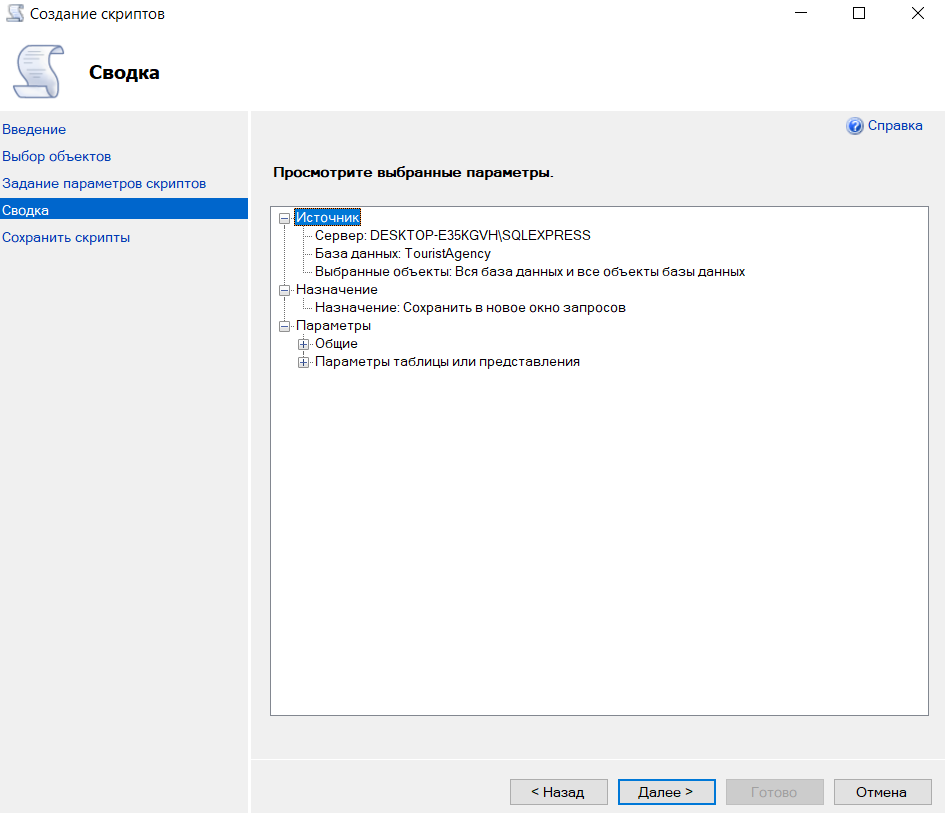 Создание скриптов
Сводка
Введение
Выбор объектов
Задание параметров скриптов
Сводка
Сохранить скрипты
Справка
Просмотрите выбранные параметры.
Источник
Сервер: DESKTOP-E35KGVH\SQLEXPRESS
База данных: TouristAgency
Выбранные объекты: Вся база данных и все объекты базы данных
Назначение
Назначение: Сохранить в новое окно запросов
Параметры
Общие
Параметры таблицы или представления
< Назад
Далее >
Готово
Отмена